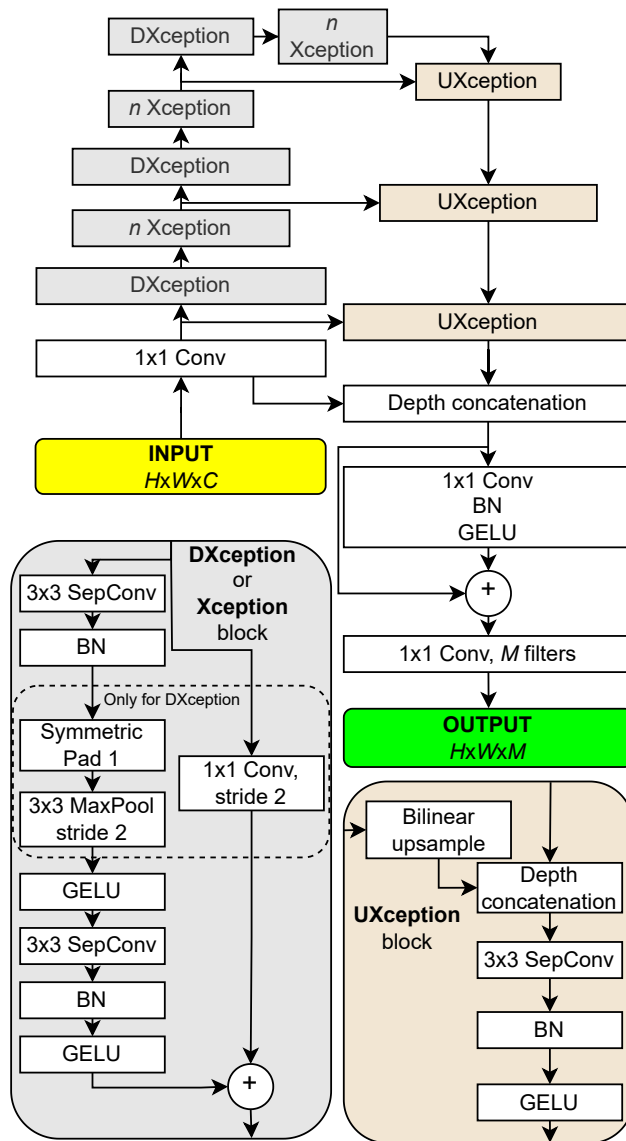 DXception
n
Xception
UXception
n Xception
DXception
UXception
n Xception
DXception
UXception
1x1 Conv
Depth concatenation
INPUT
HxWxC
1x1 Conv
BN
GELU
+
1x1 Conv, M filters
OUTPUT
HxWxM
DXception
or
Xception
block
3x3 SepConv
BN
Only for DXception
Symmetric
Pad 1
3x3 MaxPool
stride 2
1x1 Conv,
stride 2
GELU
3x3 SepConv
BN
GELU
+
Bilinear
upsample
Depth
concatenation
UXception
block
3x3 SepConv
BN
GELU